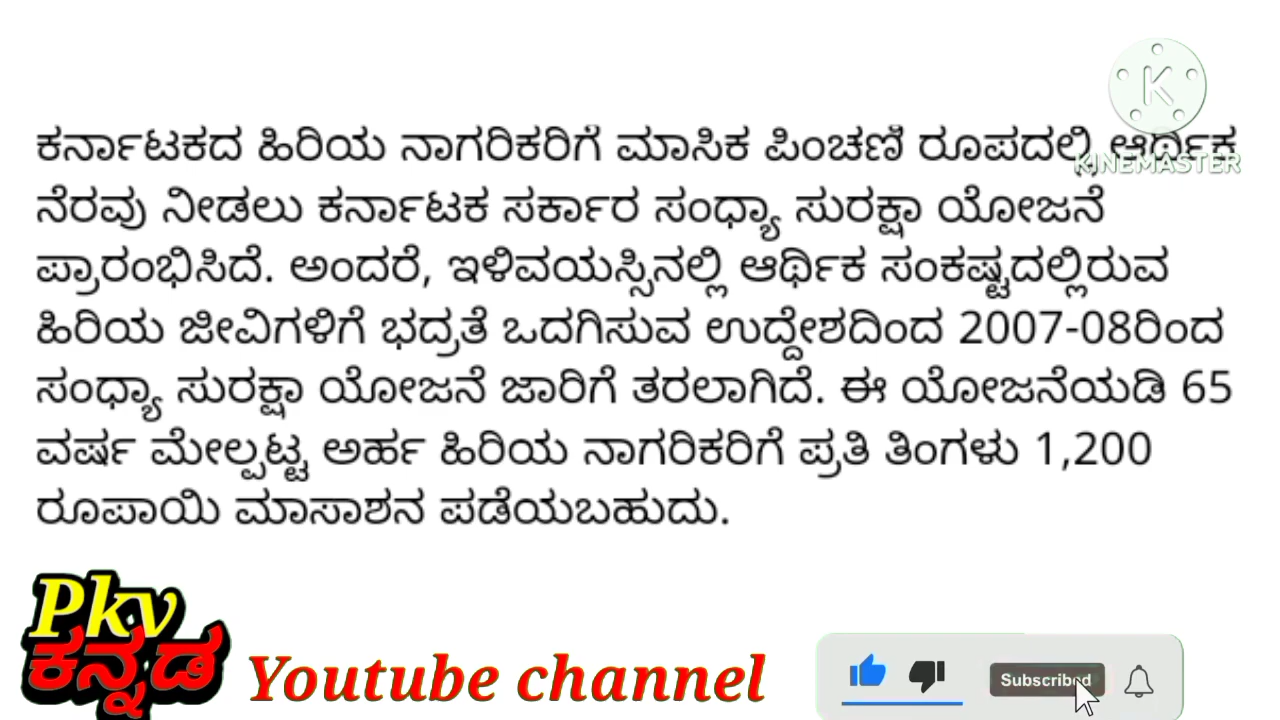 ಕರ್ನಾಟಕದ ಹಿರಿಯ ನಾಗರಿಕರಿಗೆ ಮಾಸಿಕ ಪಿಂಚಣಿ ರೂಪದಲ್ಲಿ ಆರ್ಥಿಕ
ನೆರವು ನೀಡಲು ಕರ್ನಾಟಕ ಸರ್ಕಾರ ಸಂಧ್ಯಾ ಸುರಕ್ಷಾ ಯೋಜನೆ
ಪ್ರಾರಂಭಿಸಿದೆ. ಅಂದರೆ, ಇಳಿವಯಸ್ಸಿನಲ್ಲಿ ಆರ್ಥಿಕ ಸಂಕಷ್ಟದಲ್ಲಿರುವ
ಹಿರಿಯ ಜೀವಿಗಳಿಗೆ ಭದ್ರತೆ ಒದಗಿಸುವ ಉದ್ದೇಶದಿಂದ 2007-08ರಿಂದ
ಸಂಧ್ಯಾ ಸುರಕ್ಷಾ ಯೋಜನೆ ಜಾರಿಗೆ ತರಲಾಗಿದೆ. ಈ ಯೋಜನೆಯಡಿ 65
ವರ್ಷ ಮೇಲ್ಪಟ್ಟ ಅರ್ಹ ಹಿರಿಯ ನಾಗರಿಕರಿಗೆ ಪ್ರತಿ ತಿಂಗಳು 1,200
ರೂಪಾಯಿ ಮಾಸಾಶನ ಪಡೆಯಬಹುದು.
K
KINEMASTER
Pkv
ಕನ್ನಡ
Youtube channel
Subscribed